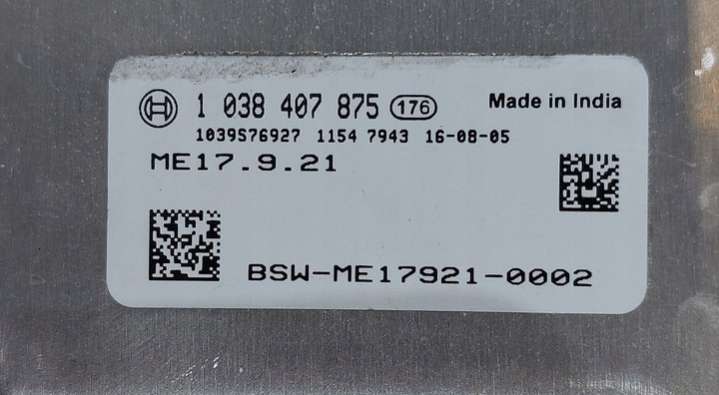 1 038 407 875 176 Made in India
1039S76927 1154 7943 16-08-05
ME17.9.21
BSW-ME17921-0002